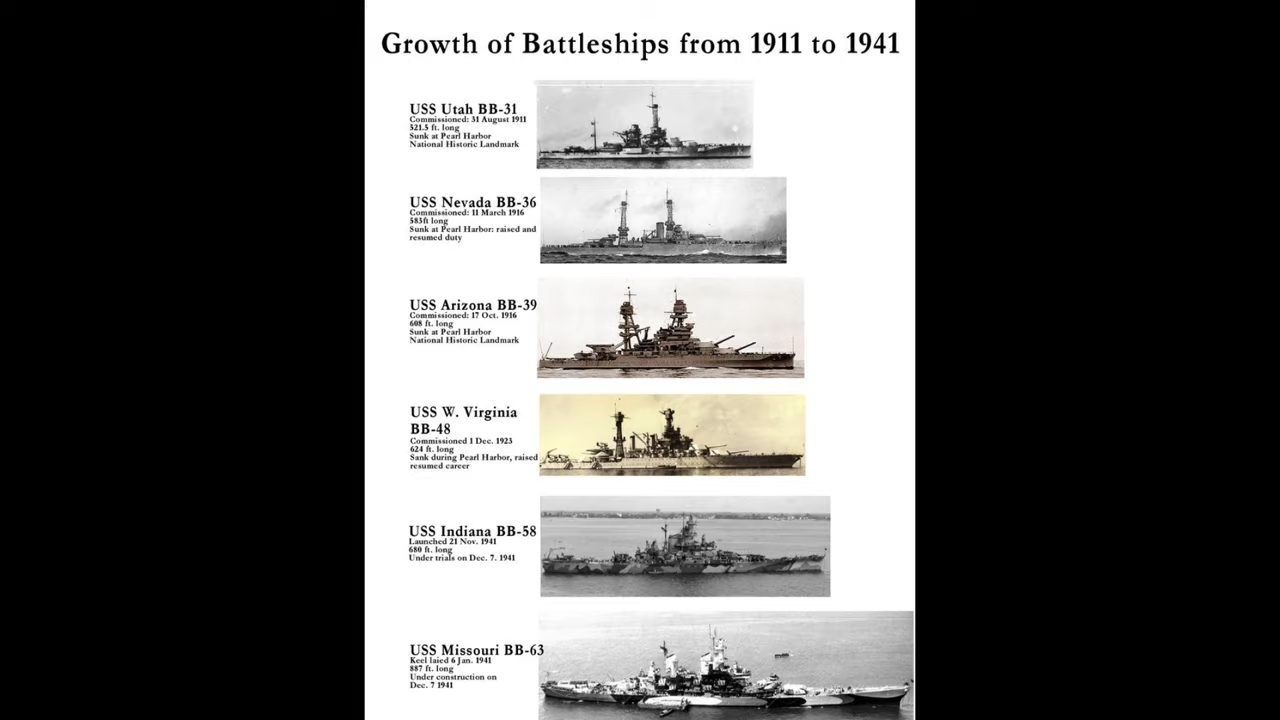 Growth of Battleships from 1911 to 1941
USS Utah BB-31
Commissioned: 31 August 1911
521.5 ft. long
Sunk at Pearl Harbor
National Historic Landmark
USS Nevada BB-36
Commissioned: 11 March 1916
583ft long
Sunk at Pearl Harbor: raised and
resumed duty
USS Arizona BB-39
Commissioned: 17 Oct. 1916
608 ft. long
Sunk at Pearl Harbor
National Historic Landmark
USS W. Virginia
BB-48
Commissioned 1 Dec. 1923
624 ft. long
Sank during Pearl Harbor, raised
resumed career
USS Indiana BB-58
Launched 21 Nov. 1941
680 ft. long
Under trials on Dec. 7. 1941
USS Missouri BB-63
Keel laied 6 Jan. 1941
887 ft. long
Under construction on
Dec. 7 1941